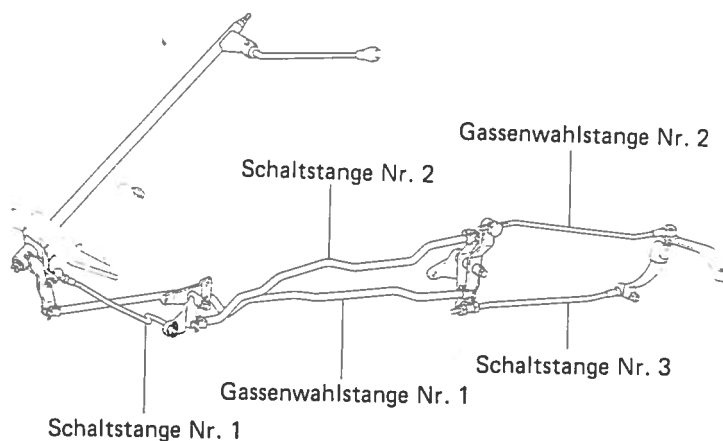 Gassenwahlstange Nr. 2
Schaltstange Nr. 2
Schaltstange Nr. 3
Gassenwahlstange Nr. 1
Schaltstange Nr. 1